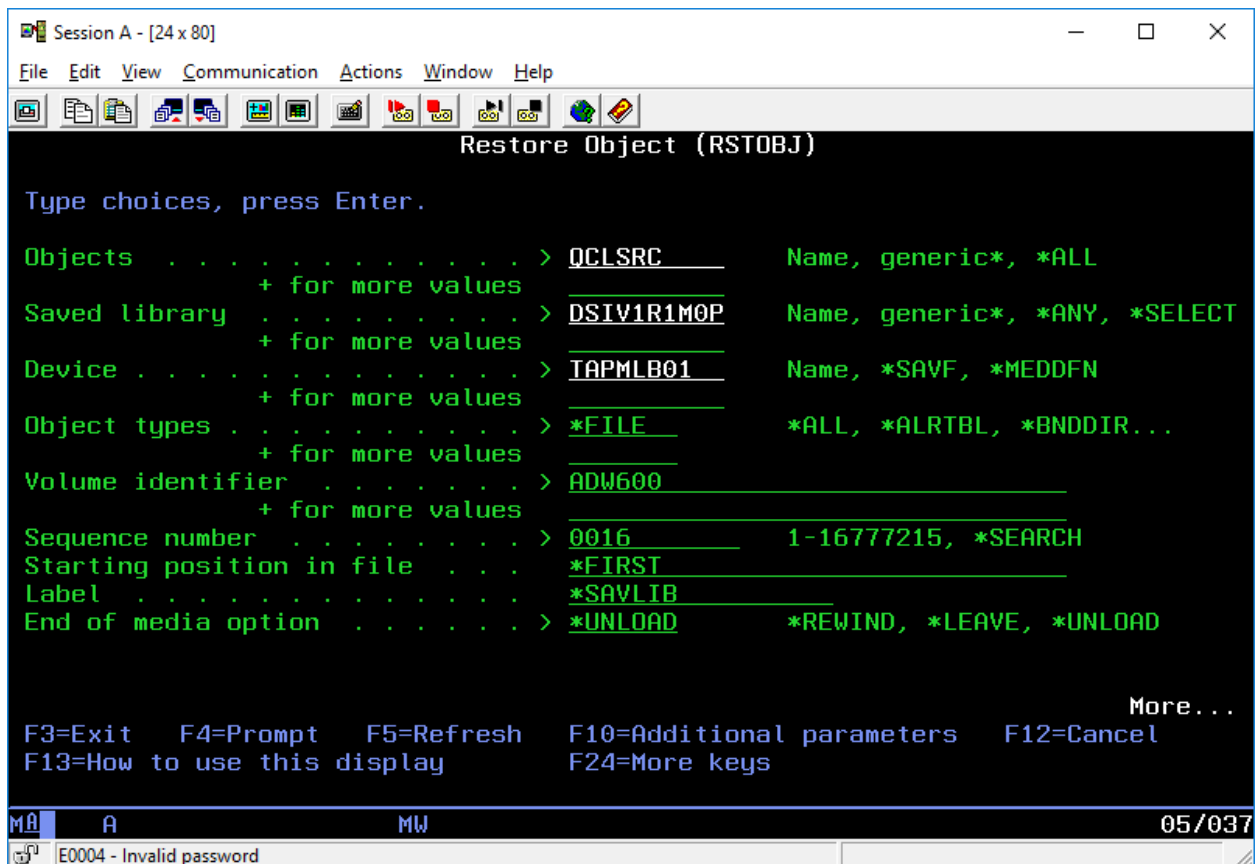 Session A - [24 x 80]
File Edit View Communication Actions Window Help
Restore Object (RSTOBJ)
Type choices, press Enter.
Objects . . . . . . . . . . . . > QCLSRC Name, generic*, *ALL
+ for more values
Saved library . . . . . . . . . > DSIV1R1M0P Name, generic*, *ANY, *SELECT
+ for more values
Device . . . . . . . . . . . . . > TAPMLB01 Name, *SAVF, *MEDDFN
+ for more values
Object types . . . . . . . . . . > *FILE *ALL, *ALRTBL, *BNDDIR...
+ for more values
Volume identifier . . . . . . . > ADW600
+ for more values
Sequence number . . . . . . . . > 0016 1-16777215, *SEARCH
Starting position in file . . . *FIRST
Label . . . . . . . . . . . . . *SAVLIB
End of media option . . . . . . > *UNLOAD *REWIND, *LEAVE, *UNLOAD
More...
F3=Exit F4=Prompt F5=Refresh F10=Additional parameters F12=Cancel
F13=How to use this display F24=More keys
MA A MW 05/037
E0004 - Invalid password